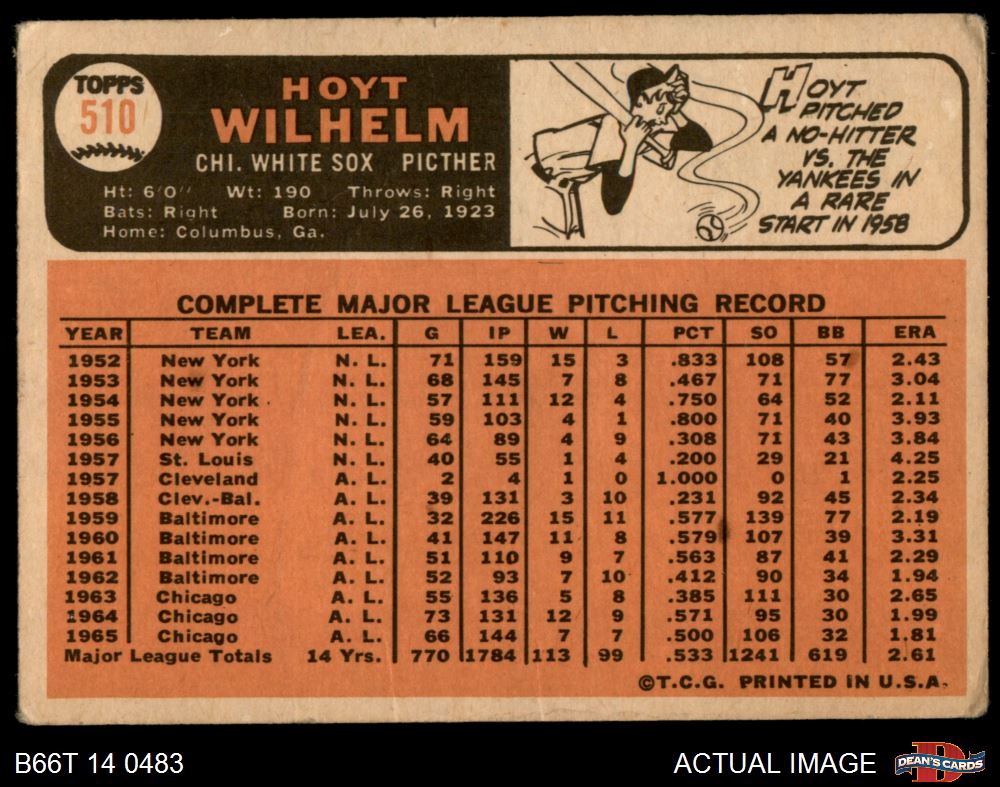 TOPPS
510
HOYT
WILHELM
CHI. WHITE SOX PICTHER
Ht: 6'0" Wt: 190 Throws: Right
Bats: Right Born: July 26, 1923
Home: Columbus, Ga.
HOYT
PITCHED
A NO-HITTER
VS. THE
YANKEES IN
A RARE
START IN 1958
COMPLETE MAJOR LEAGUE PITCHING RECORD
YEAR TEAM LEA. G IP W L PCT SO BB ERA
1952 New York N. L. 71 159 15 3 .833 108 57 2.43
1953 New York N. L. 68 145 7 8 .467 71 77 3.04
1954 New York N. L. 57 111 12 4 .750 64 52 2.11
1955 New York N. L. 59 103 4 1 .800 71 40 3.93
1956 New York N. L. 64 89 4 9 .308 71 43 3.84
1957 St. Louis N. L. 40 55 1 4 .200 29 21 4.25
1957 Cleveland A. L. 2 4 1 0 1.000 0 1 2.25
1958 Clev.-Bal. A. L. 39 131 3 10 .231 92 45 2.34
1959 Baltimore A. L. 32 226 15 11 .577 139 77 2.19
1960 Baltimore A. L. 41 147 11 8 .579 107 39 3.31
1961 Baltimore A. L. 51 110 9 7 .563 87 41 2.29
1962 Baltimore A. L. 52 93 7 10 .412 90 34 1.94
1963 Chicago A. L. 55 136 5 8 .385 111 30 2.65
1964 Chicago A. L. 73 131 12 9 .571 95 30 1.99
1965 Chicago A. L. 66 144 7 7 .500 106 32 1.81
Major League Totals 14 Yrs. 770 1784 113 99 .533 1241 619 2.61
©T.C.G. PRINTED IN U.S.A.
B66T 14 0483
ACTUAL IMAGE
DEAN'S CARDS